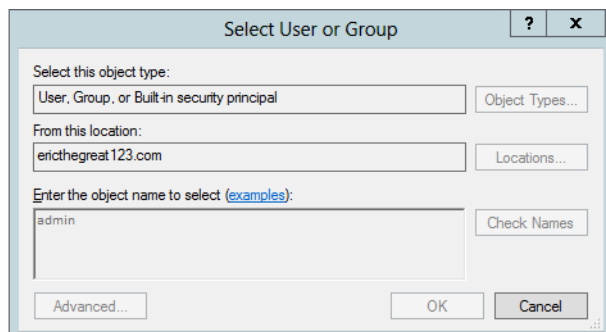 Select User or Group
? x
Select this object type:
User, Group, or Built-in security principal
Object Types...
From this location:
ericthegreat123.com
Locations...
Enter the object name to select (examples):
admin
Check Names
Advanced...
OK
Cancel